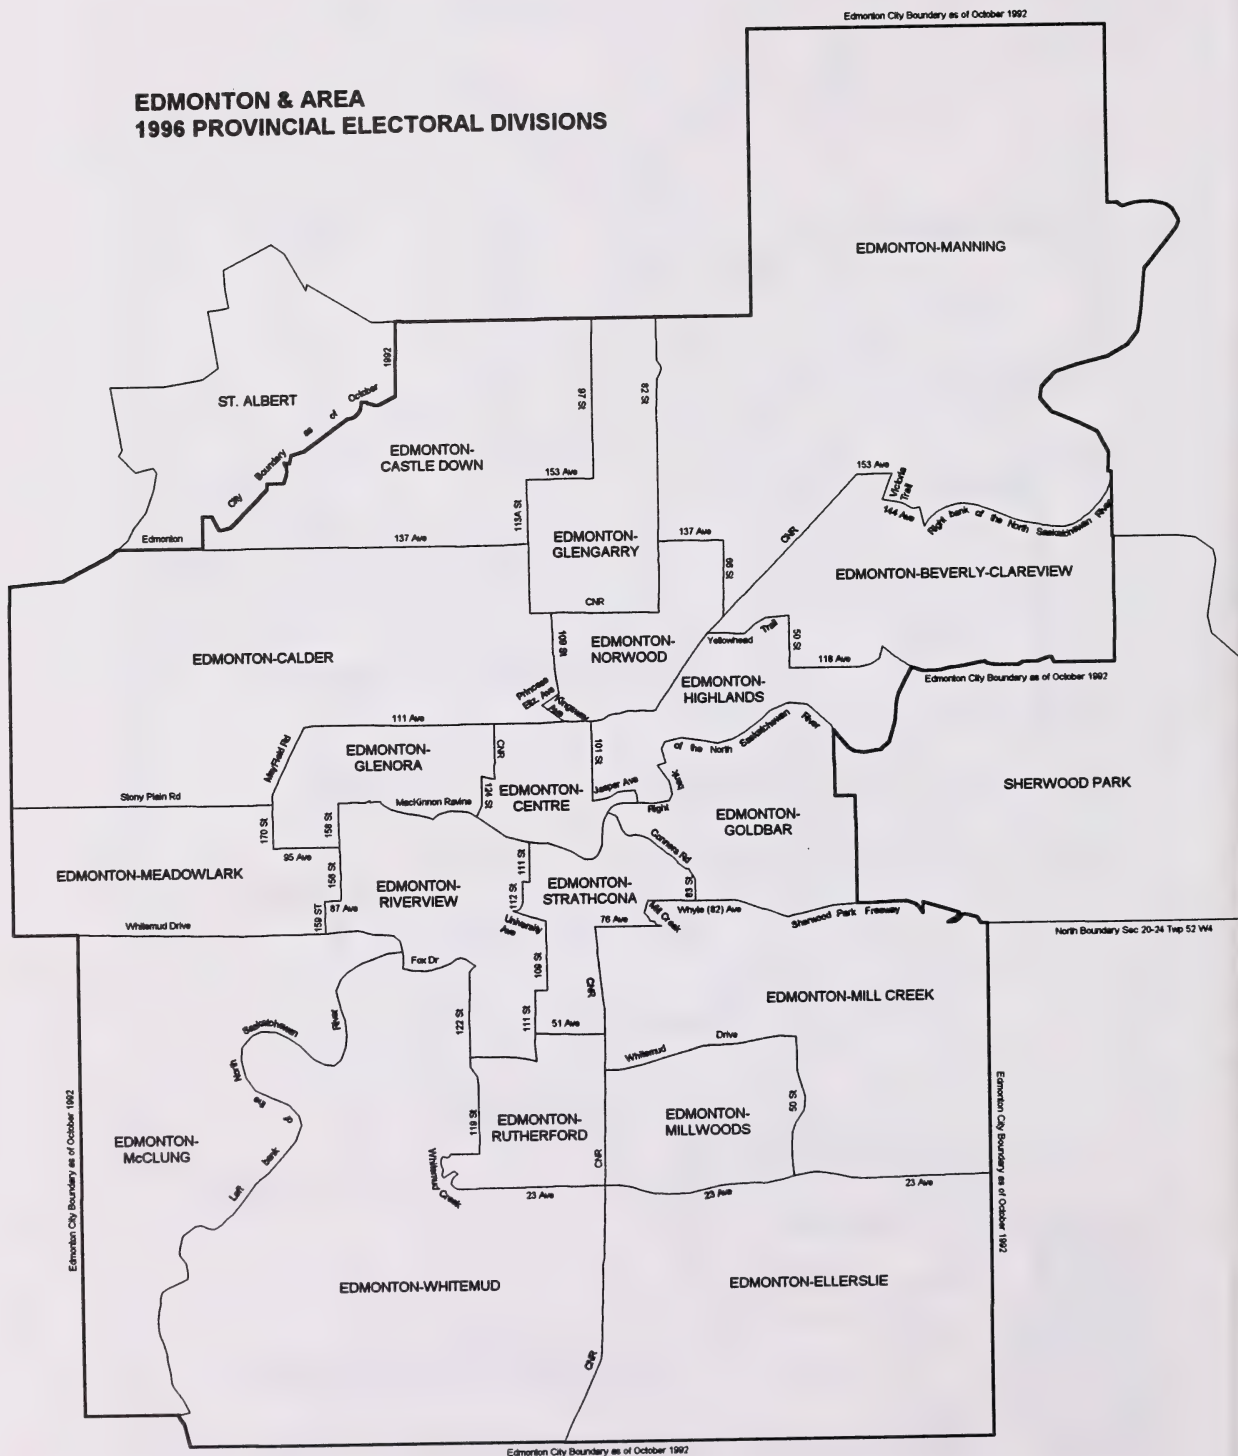 Edmonton City Boundary as of October 1992
EDMONTON & AREA
1996 PROVINCIAL ELECTORAL DIVISIONS
EDMONTON-MANNING
1992
97 St
82 St
ST. ALBERT
City Boundary as of October
EDMONTON-
CASTLE DOWN
153 Ave
153 Ave
Victoria
Trail
113A St
144 Ave
Right bank of the North Saskatchewan River
Edmonton
137 Ave
EDMONTON-
GLENGARRY
137 Ave
CNR
66 St
EDMONTON-BEVERLY-CLAREVIEW
CNR
109 St
EDMONTON-
NORWOOD
Yellowhead Trail
50 St
EDMONTON-CALDER
118 Ave
EDMONTON-
HIGHLANDS
Edmonton City Boundary as of October 1992
Princess
Eliz. Ave
Kingsway
Ave
111 Ave
MayField Rd
EDMONTON-
GLENORA
CNR
101 St
of the North Saskatchewan River
bank
Right
SHERWOOD PARK
Stony Plain Rd
124 St
EDMONTON-
CENTRE
Jasper Ave
MacKinnon Ravine
170 St
158 St
EDMONTON-
GOLDBAR
95 Ave
111 St
Connors Rd
EDMONTON-MEADOWLARK
156 St
EDMONTON-
RIVERVIEW
112 St
EDMONTON-
STRATHCONA
83 St
159 ST
87 Ave
University
Ave
76 Ave
Mill Creek
Whyte (82) Ave
Sherwood Park Freeway
Whitemud Drive
North Boundary Sec 20-24 Twp 52 W4
Fox Dr
109 St
CNR
EDMONTON-MILL CREEK
122 St
111 St
51 Ave
Whitemud Drive
Left bank of the North Saskatchewan River
50 St
119 St
EDMONTON-
RUTHERFORD
EDMONTON-
MILLWOODS
EDMONTON-
McCLUNG
Edmonton City Boundary as of October 1992
Edmonton City Boundary as of October 1992
CNR
Whitemud
Creek
23 Ave
23 Ave
23 Ave
EDMONTON-WHITEMUD
EDMONTON-ELLERSLIE
CNR
Edmonton City Boundary as of October 1992